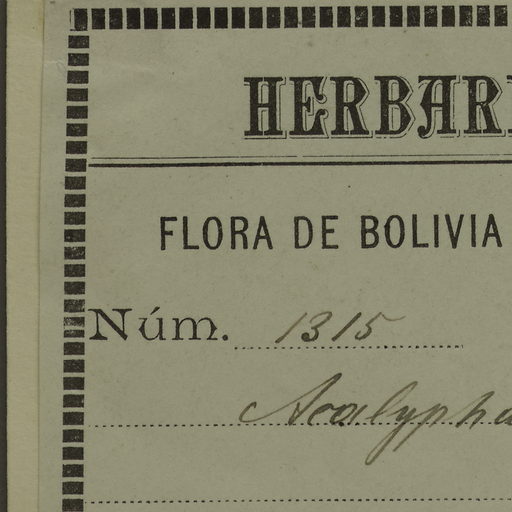 HERBAR
FLORA DE BOLIVIA
Núm. 1315
Acalypha